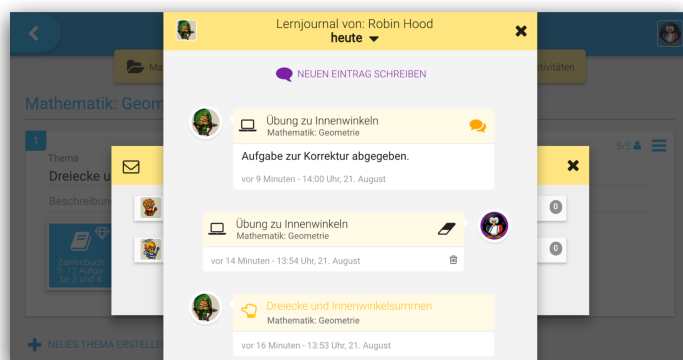 Lernjournal von: Robin Hood
heute
NEUEN EINTRAG SCHREIBEN
Ma
tivitäten
Mathematik: Geom
1
5/5
Thema
Dreiecke u
Beschreibun
Zahlenbuch
S. 12 Aufga
be 3 und 4
0
0
NEUES THEMA ERSTELLE
Übung zu Innenwinkeln
Mathematik: Geometrie
Aufgabe zur Korrektur abgegeben.
vor 9 Minuten - 14:00 Uhr, 21. August
Übung zu Innenwinkeln
Mathematik: Geometrie
vor 14 Minuten - 13:54 Uhr, 21. August
Dreiecke und Innenwinkelsummen
Mathematik: Geometrie
vor 16 Minuten - 13:53 Uhr, 21. August